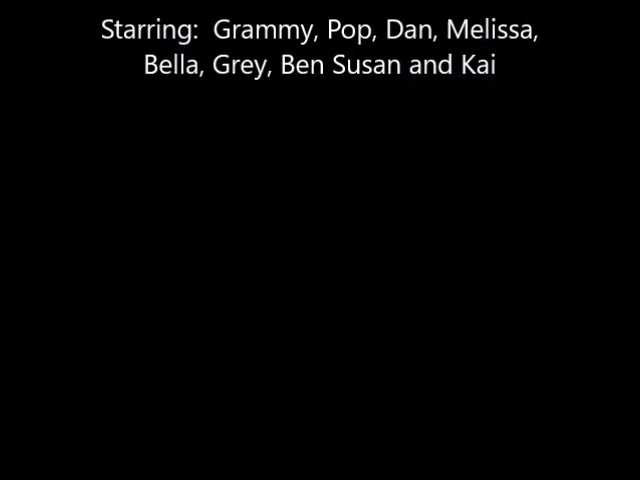 Starring:  Grammy, Pop, Dan, Melissa,
Bella, Grey, Ben Susan and Kai